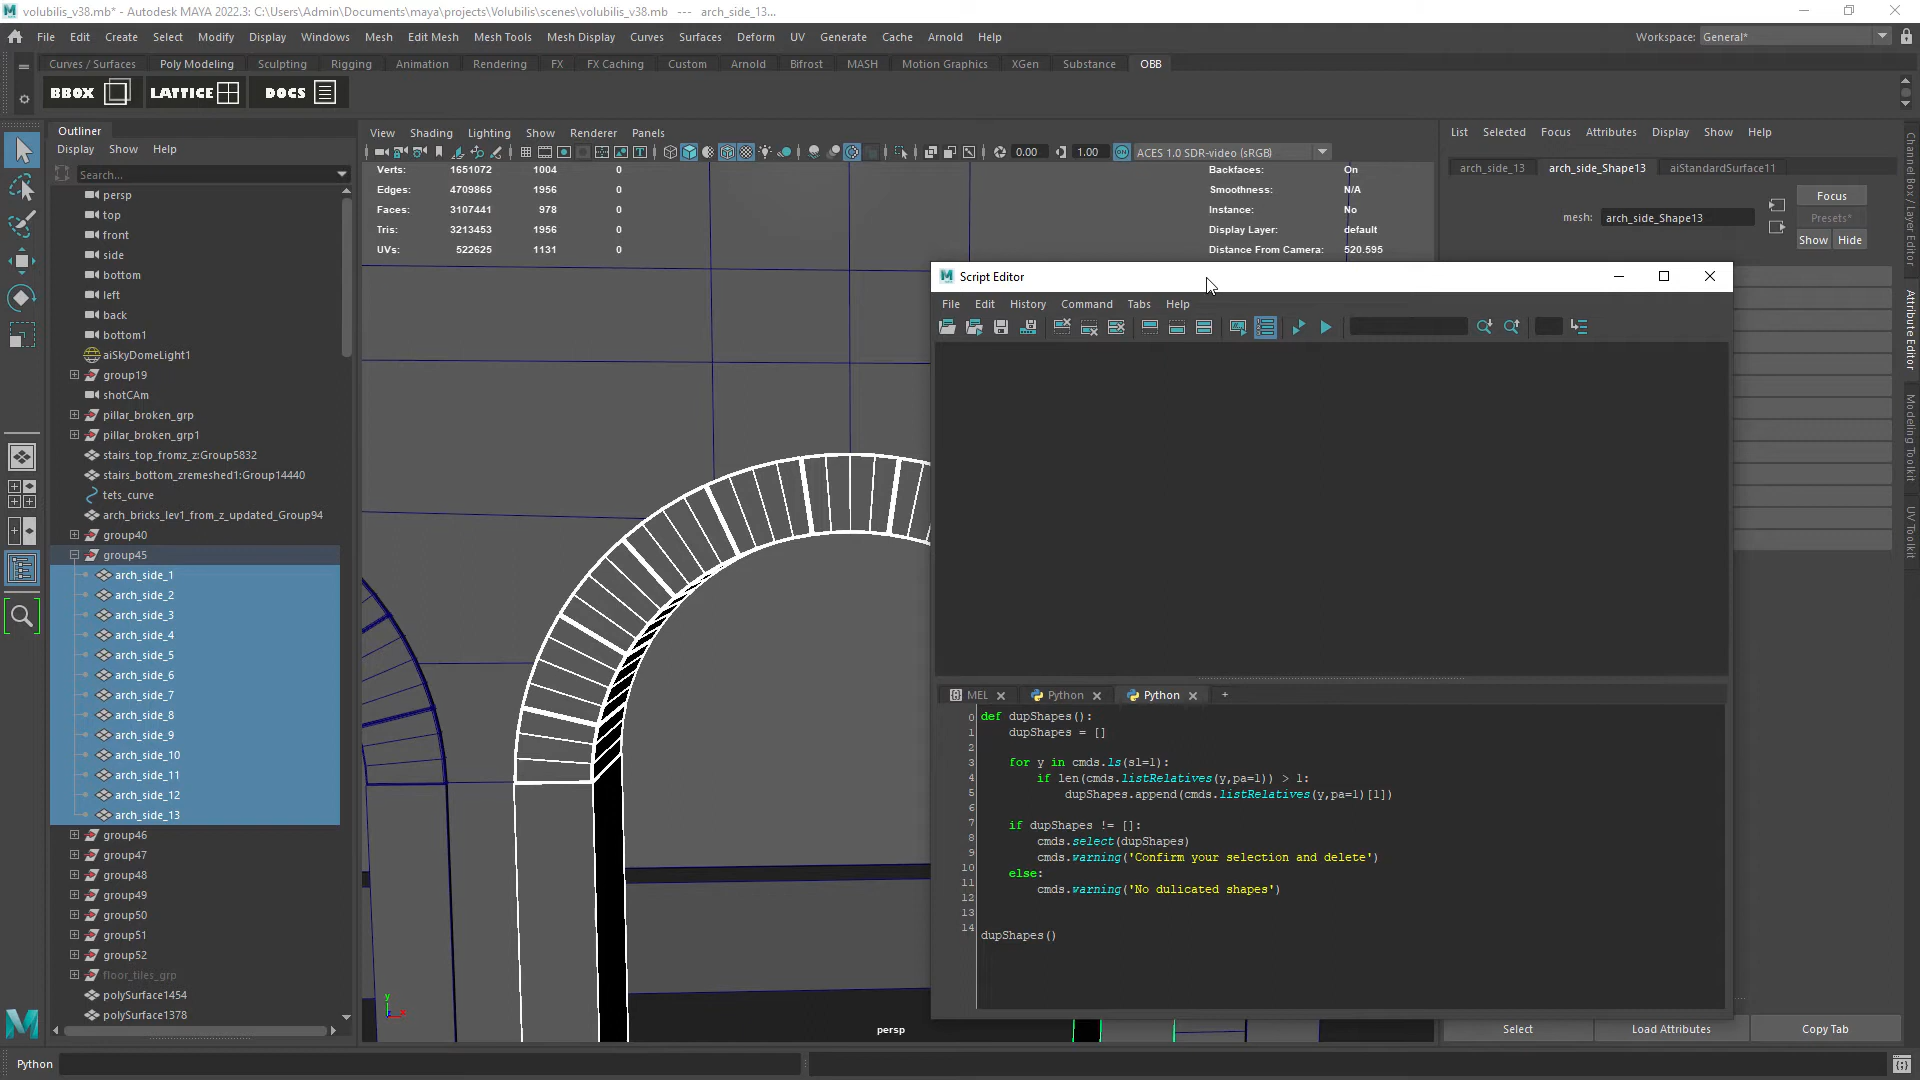 volubilis_v38.mb* - Autodesk MAYA 2022.3: C:\Users\Admin\Documents\maya\projects\Volubilis\scenes\volubilis_v38.mb   ---   arch_side_13...
File Edit Create Select Modify Display Windows Mesh Edit Mesh Mesh Tools Mesh Display Curves Surfaces Deform UV Generate Cache Arnold Help
Workspace: General*
Curves / Surfaces Poly Modeling Sculpting Rigging Animation Rendering FX FX Caching Custom Arnold Bifrost MASH Motion Graphics XGen Substance OBB
BBOX LATTICE DOCS
Outliner
Display Show Help
Search...
persp
top
front
side
bottom
left
back
bottom1
aiSkyDomeLight1
group19
shotCAm
pillar_broken_grp
pillar_broken_grp1
stairs_top_fromz_z:Group5832
stairs_bottom_zremeshed1:Group14440
tets_curve
arch_bricks_lev1_from_z_updated_Group94
group40
group45
arch_side_1
arch_side_2
arch_side_3
arch_side_4
arch_side_5
arch_side_6
arch_side_7
arch_side_8
arch_side_9
arch_side_10
arch_side_11
arch_side_12
arch_side_13
group46
group47
group48
group49
group50
group51
group52
floor_tiles_grp
polySurface1454
polySurface1378
View Shading Lighting Show Renderer Panels
0.00 1.00 ON ACES 1.0 SDR-video (sRGB)
Verts: 1651072 1004 0
Edges: 4709865 1956 0
Faces: 3107441 978 0
Tris: 3213453 1956 0
UVs: 522625 1131 0
Backfaces: On
Smoothness: N/A
Instance: No
Display Layer: default
Distance From Camera: 520.595
y
x
persp
List Selected Focus Attributes Display Show Help
arch_side_13 arch_side_Shape13 aiStandardSurface11
mesh: arch_side_Shape13
Focus
Presets*
Show Hide
Channel Box / Layer Editor
Attribute Editor
Modeling Toolkit
UV Toolkit
Script Editor
File Edit History Command Tabs Help
MEL Python Python +
0 def dupShapes():
1 dupShapes = []
2
3 for y in cmds.ls(sl=1):
4 if len(cmds.listRelatives(y,pa=1)) > 1:
5 dupShapes.append(cmds.listRelatives(y,pa=1)[1])
6
7 if dupShapes != []:
8 cmds.select(dupShapes)
9 cmds.warning('Confirm your selection and delete')
10 else:
11 cmds.warning('No dulicated shapes')
12
13
14 dupShapes()
Select Load Attributes Copy Tab
Python